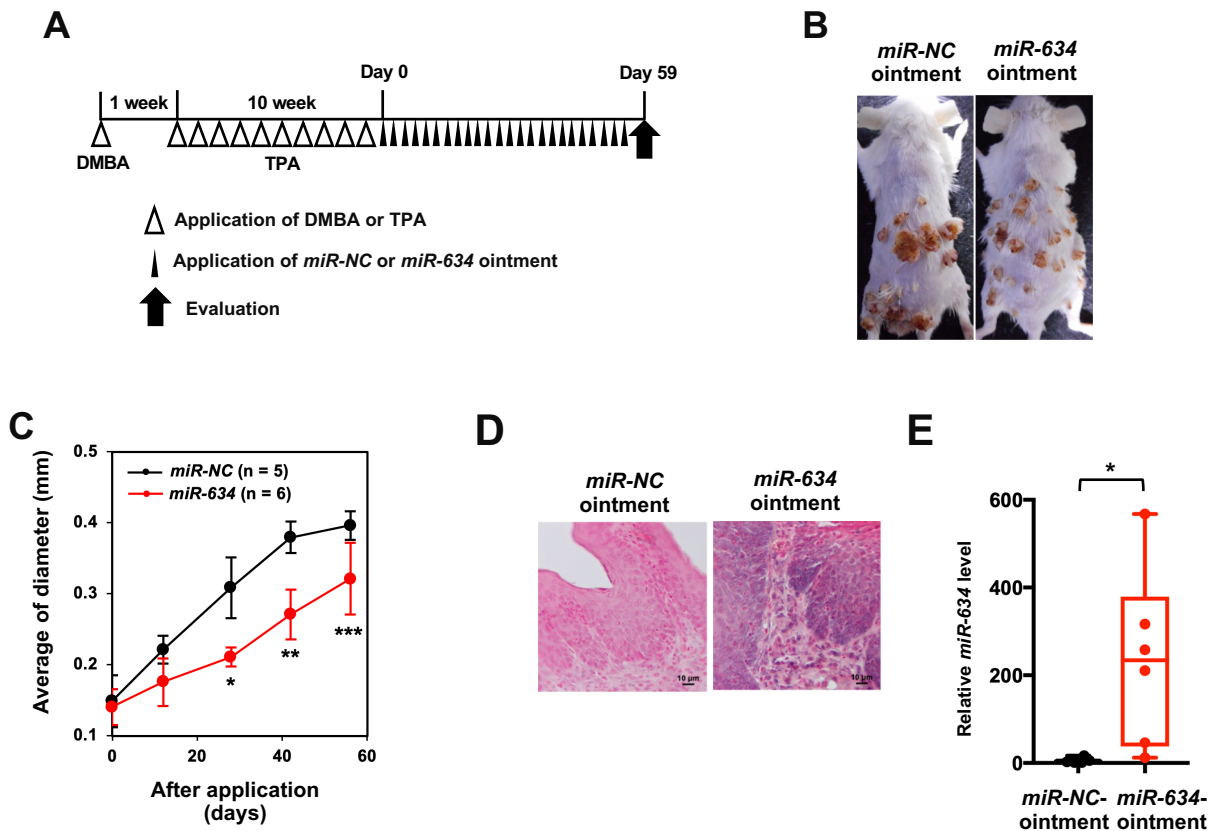 A
Day 0
Day 59
1 week
10 week
DMBA
TPA
Application of DMBA or TPA
Application of miR-NC or miR-634 ointment
Evaluation
B
miR-NC
ointment
miR-634
ointment
C
Average of diameter (mm)
0.5
0.4
0.3
0.2
0.1
miR-NC (n = 5)
miR-634 (n = 6)
*
**
***
0
20
40
60
After application
(days)
D
miR-NC
ointment
miR-634
ointment
10 µm
10 µm
E
*
Relative miR-634 level
600
400
200
0
miR-NC-
ointment
miR-634-
ointment